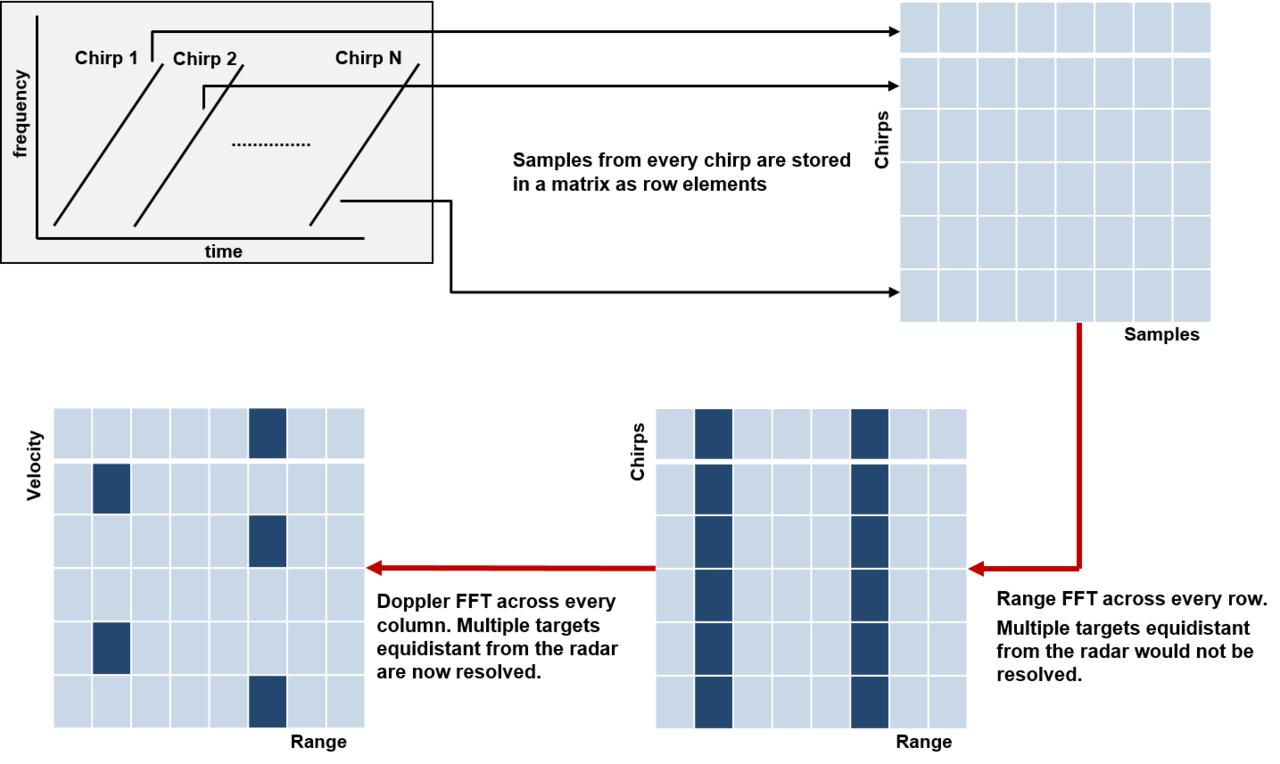 Chirp 1
Chirp 2
Chirp N
frequency
...............
time
Samples from every chirp are stored
in a matrix as row elements
Chirps
Samples
Velocity
Range
Doppler FFT across every
column. Multiple targets
equidistant from the radar
are now resolved.
Chirps
Range
Range FFT across every row.
Multiple targets equidistant
from the radar would not be
resolved.